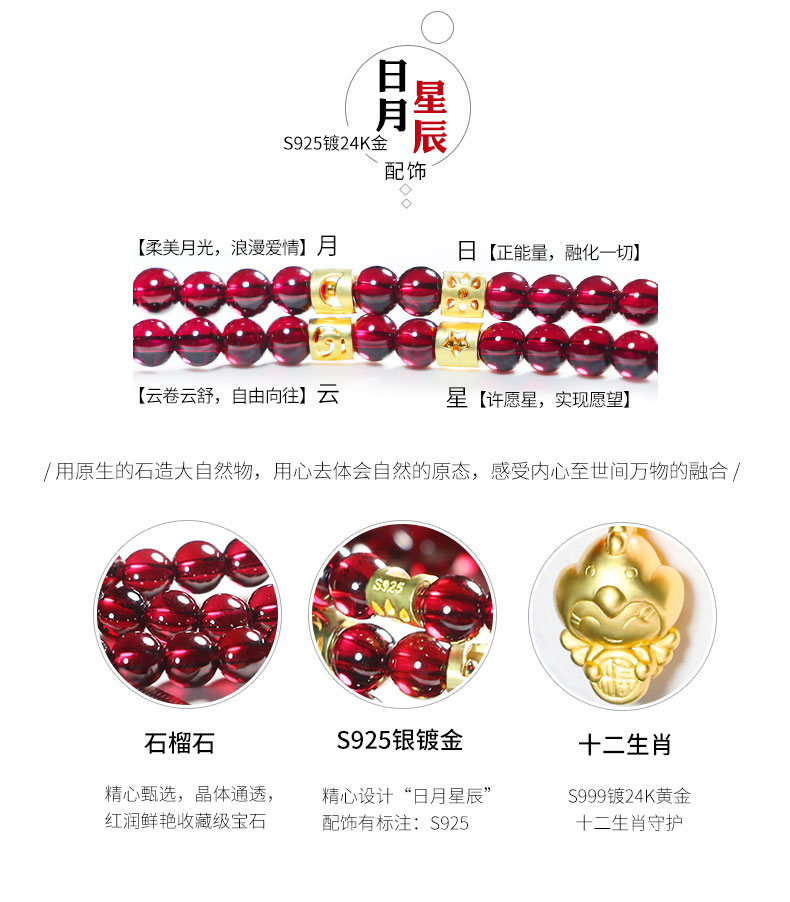 日月
星辰
S925镀24K金
配饰
【柔美月光，浪漫爱情】月
日【正能量，融化一切】
【云卷云舒，自由向往】云
星【许愿星，实现愿望】
/ 用原生的石造大自然物，用心去体会自然的原态，感受内心至世间万物的融合 /
S925
福
石榴石
S925银镀金
十二生肖
精心甄选，晶体通透，
红润鲜艳收藏级宝石
精心设计“日月星辰”
配饰有标注：S925
S999镀24K黄金
十二生肖守护